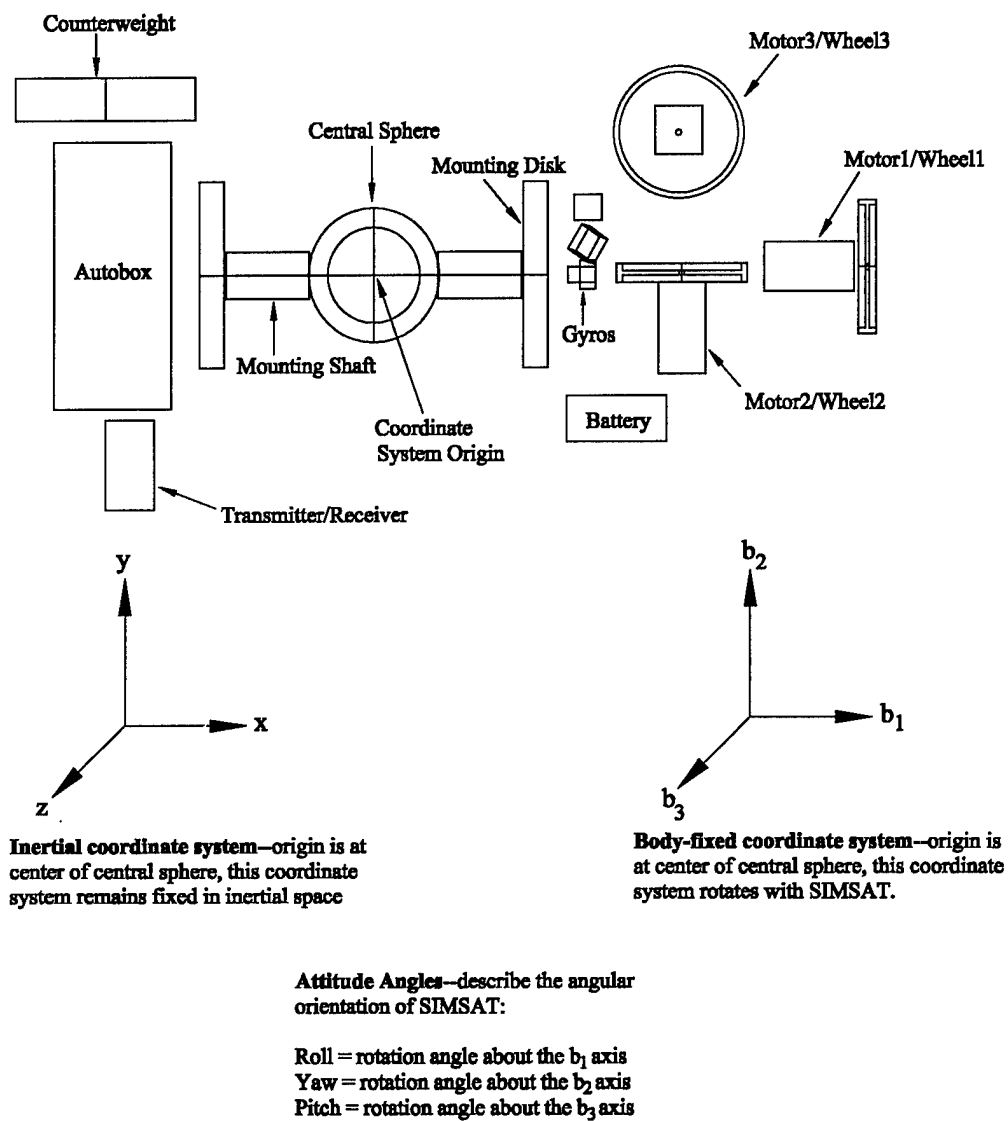 Counterweight
Motor3/Wheel3
Central Sphere
Mounting Disk
Motor1/Wheel1
Autobox
Gyros
Mounting Shaft
Motor2/Wheel2
Battery
Coordinate
System Origin
Transmitter/Receiver
y
x
z
b2
b1
b3
Inertial coordinate system--origin is at
center of central sphere, this coordinate
system remains fixed in inertial space
Body-fixed coordinate system--origin is
at center of central sphere, this coordinate
system rotates with SIMSAT.
Attitude Angles--describe the angular
orientation of SIMSAT:
Roll = rotation angle about the b1 axis
Yaw = rotation angle about the b2 axis
Pitch = rotation angle about the b3 axis